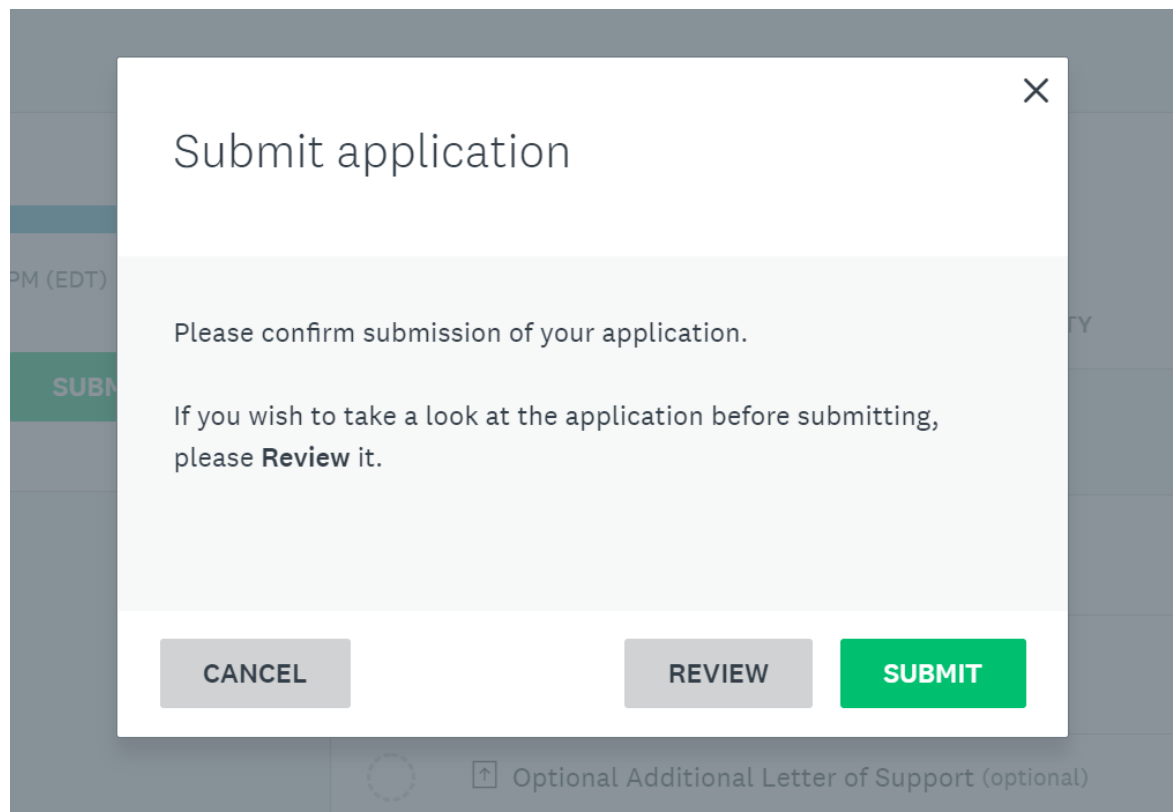 Submit application
PM (EDT)
TY
SUBM
Please confirm submission of your application.
If you wish to take a look at the application before submitting,
please Review it.
CANCEL
REVIEW
SUBMIT
Optional Additional Letter of Support (optional)